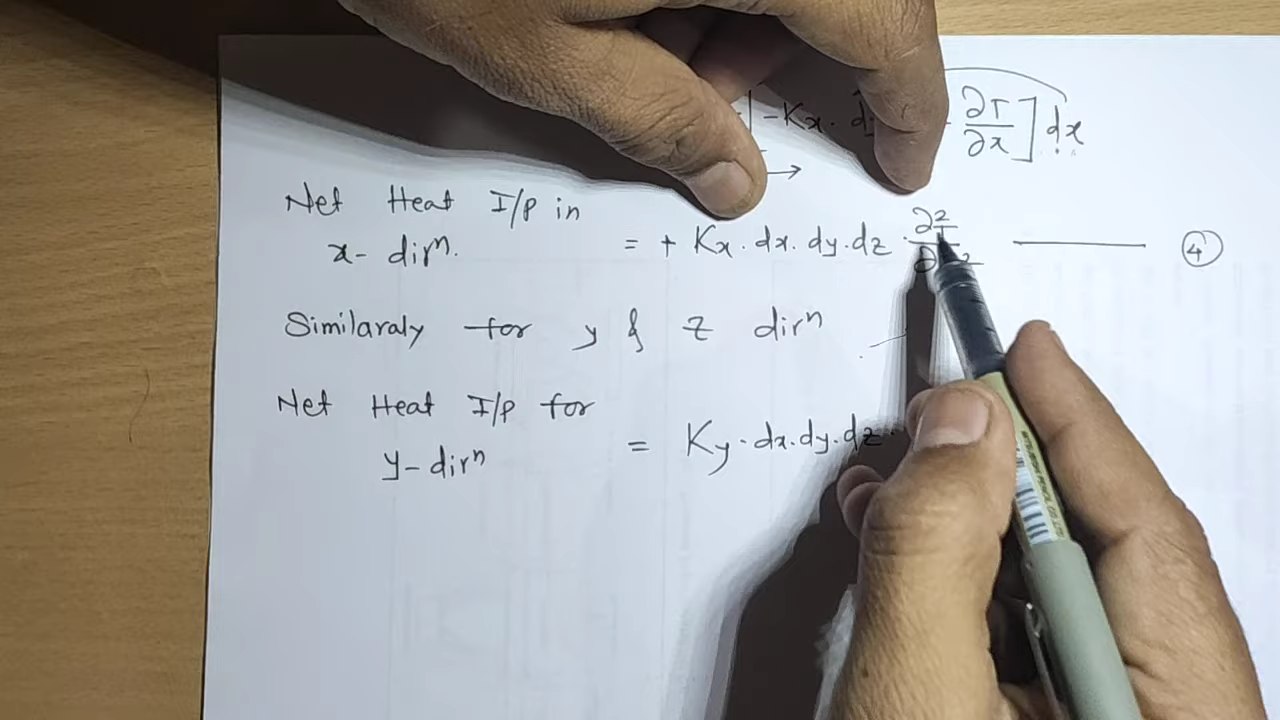 -Kx. d ∂T/∂x] dx
Net Heat I/p in
x- dirⁿ. = + Kx . dx. dy. dz . ∂²T/∂x² 4
Similaraly for y & z dirⁿ
Net Heat I/p for
y- dirⁿ = Ky. dx. dy. dz.